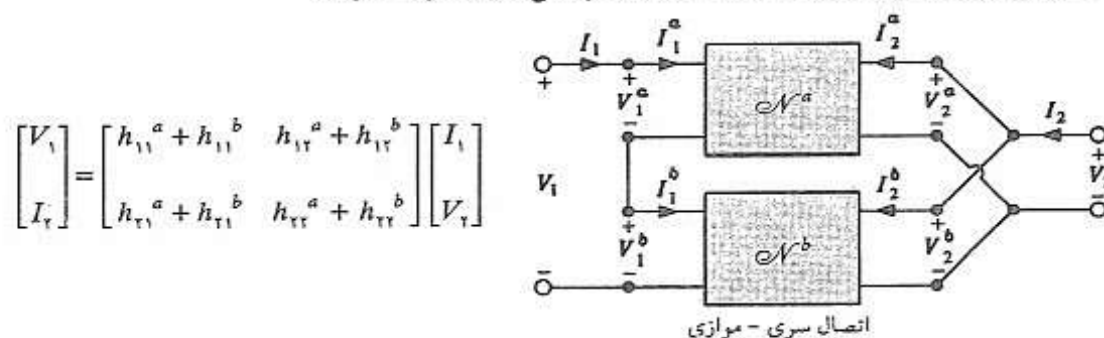 [V₁] = [h₁₁ᵃ + h₁₁ᵇ h₁₂ᵃ + h₁₂ᵇ] [I₁]
[I₂] [h₂₁ᵃ + h₂₁ᵇ h₂₂ᵃ + h₂₂ᵇ] [V₂]
I₁ I₁ᵃ I₂ᵃ
+ + V₁ᵃ − 𝒩ᵃ + V₂ᵃ −
I₂
V₁ I₁ᵇ I₂ᵇ + V −
+ V₁ᵇ − 𝒩ᵇ + V₂ᵇ −
−
اتصال سری - موازی